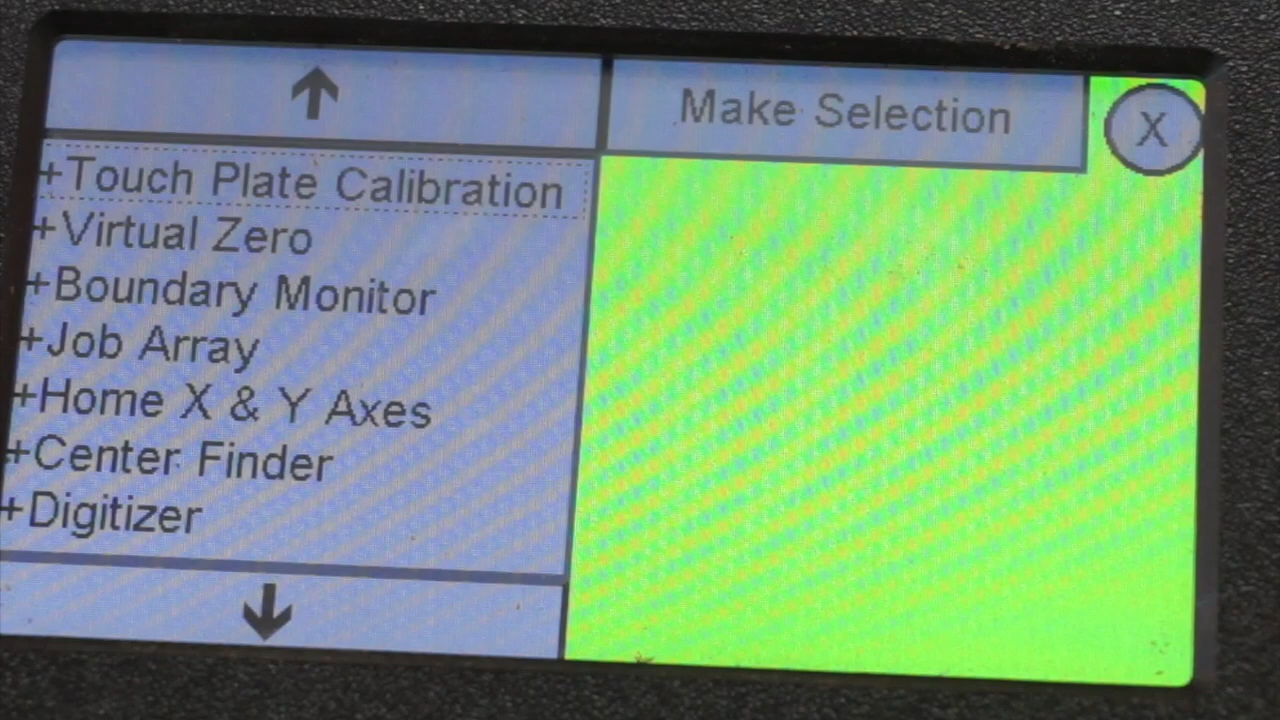 Make Selection
X
+Touch Plate Calibration
+Virtual Zero
+Boundary Monitor
+Job Array
+Home X & Y Axes
+Center Finder
+Digitizer